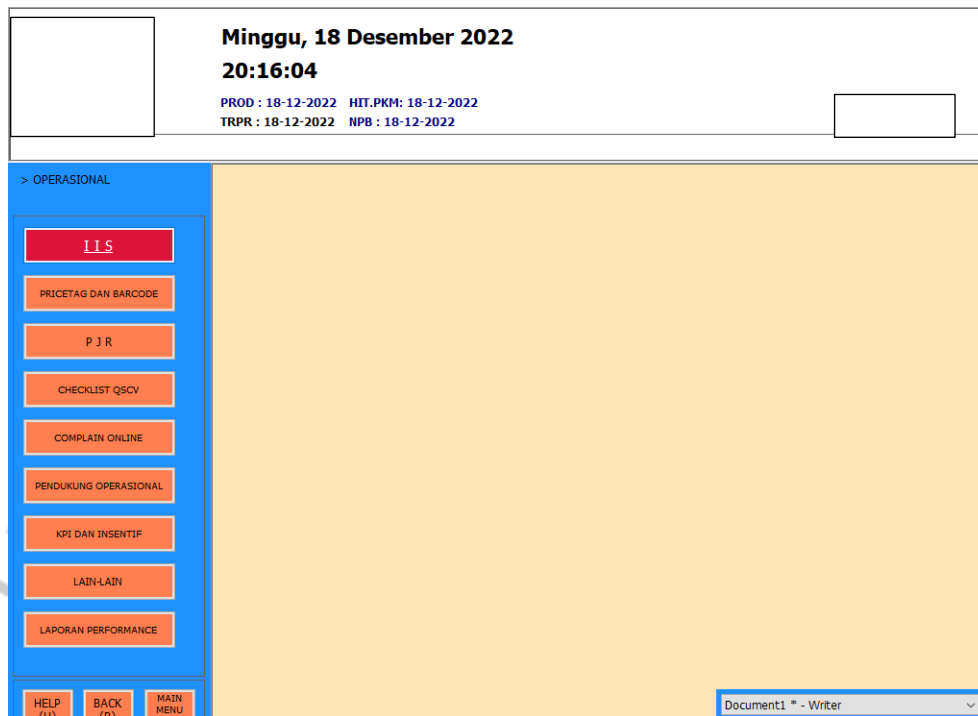 Minggu, 18 Desember 2022
20:16:04
PROD : 18-12-2022 HIT.PKM: 18-12-2022
TRPR : 18-12-2022 NPB : 18-12-2022
> OPERASIONAL
I I S
PRICETAG DAN BARCODE
P J R
CHECKLIST QSCV
COMPLAIN ONLINE
PENDUKUNG OPERASIONAL
KPI DAN INSENTIF
LAIN-LAIN
LAPORAN PERFORMANCE
HELP
BACK
MAIN
MENU
Document1 * - Writer